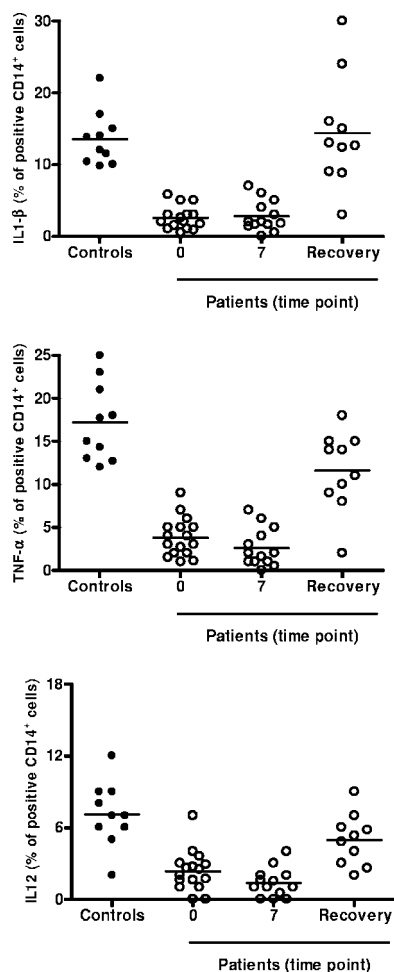 IL1-β (% of positive CD14⁺ cells)
30
20
10
0
Controls 0 7 Recovery
Patients (time point)
TNF-α (% of positive CD14⁺ cells)
25
20
15
10
5
0
Controls 0 7 Recovery
Patients (time point)
IL12 (% of positive CD14⁺ cells)
18
12
6
0
Controls 0 7 Recovery
Patients (time point)